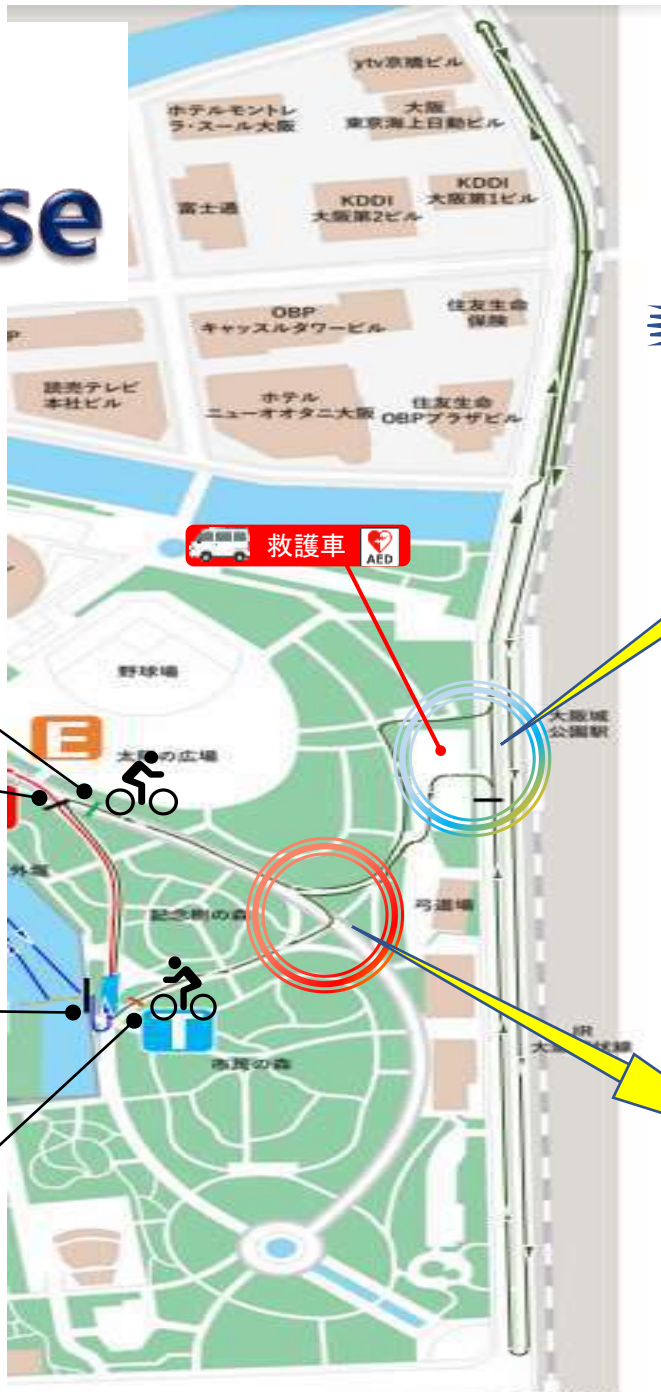 se
ytv京橋ビル
ホテルモントレ
ラ・スール大阪
大阪
東京海上日動ビル
富士通
KDDI
大阪第2ビル
KDDI
大阪第1ビル
OBP
キャッスルタワービル
住友生命
保険
P
読売テレビ
本社ビル
ホテル
ニューオオタニ大阪
住友生命
OBPプラザビル
救護車
AED
野球場
大阪城
公園駅
E
の広場
外堀
記念樹の森
弓道場
T
市民の森
JR